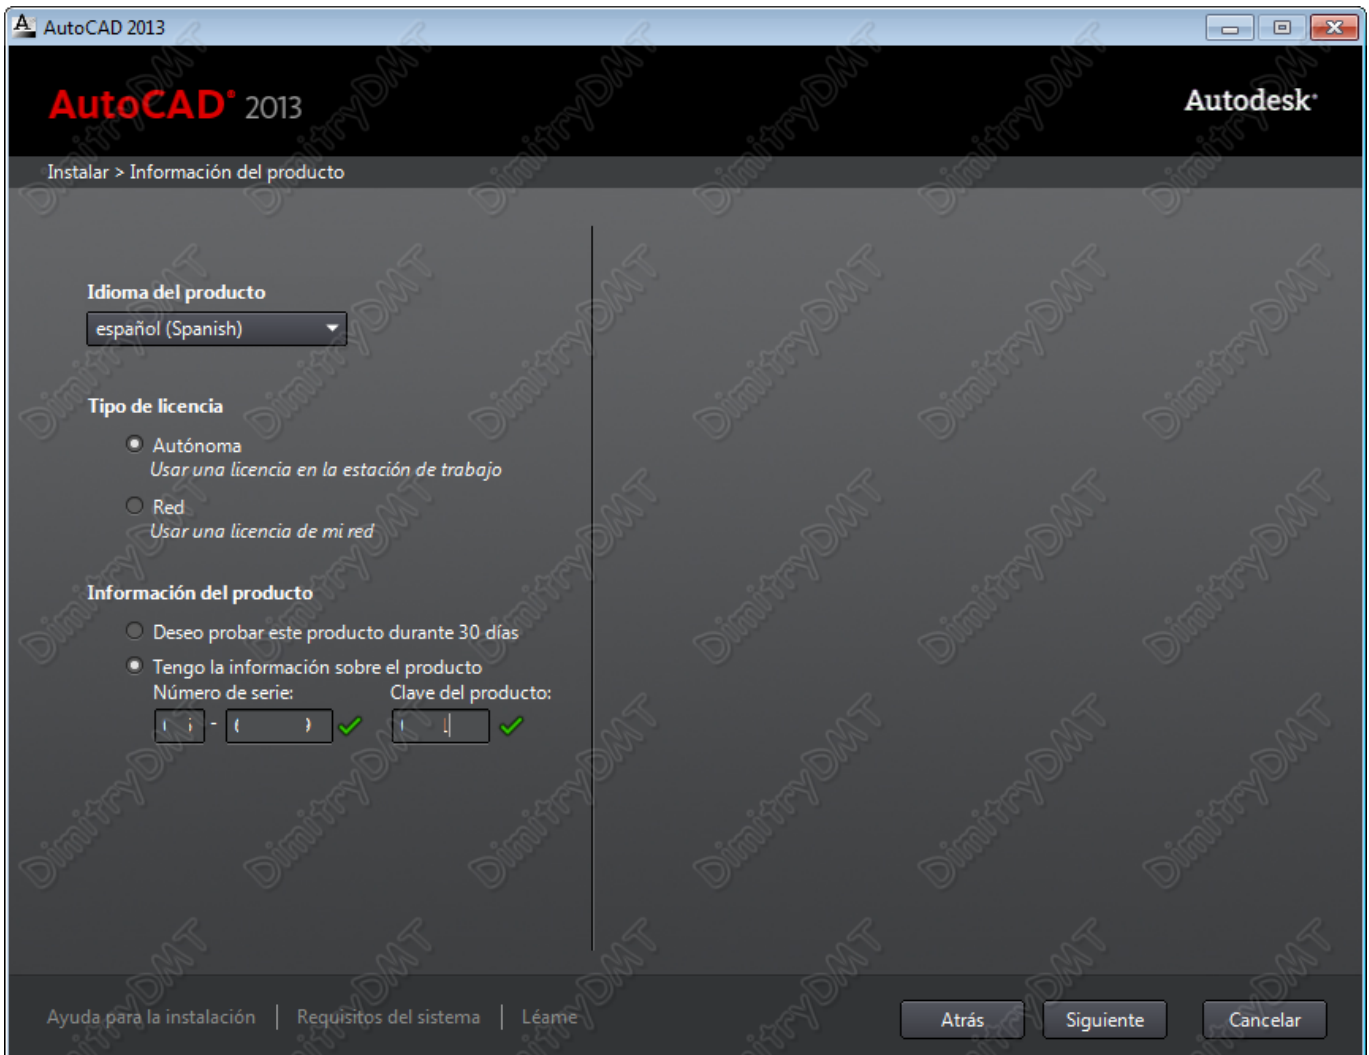 AutoCAD 2013
AutoCAD® 2013
Autodesk®
Instalar > Información del producto
Idioma del producto
español (Spanish)
Tipo de licencia
Autónoma
Usar una licencia en la estación de trabajo
Red
Usar una licencia de mi red
Información del producto
Deseo probar este producto durante 30 días
Tengo la información sobre el producto
Número de serie: Clave del producto:
Ayuda para la instalación | Requisitos del sistema | Léame
Atrás Siguiente Cancelar
DimitryDMT